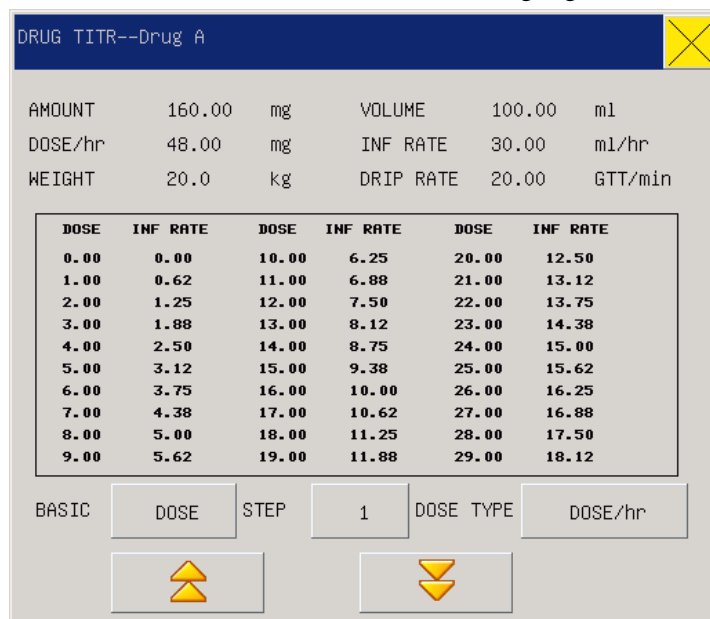 DRUG TITR--Drug A
AMOUNT 160.00 mg VOLUME 100.00 ml
DOSE/hr 48.00 mg INF RATE 30.00 ml/hr
WEIGHT 20.0 kg DRIP RATE 20.00 GTT/min
DOSE INF RATE DOSE INF RATE DOSE INF RATE
0.00 0.00 10.00 6.25 20.00 12.50
1.00 0.62 11.00 6.88 21.00 13.12
2.00 1.25 12.00 7.50 22.00 13.75
3.00 1.88 13.00 8.12 23.00 14.38
4.00 2.50 14.00 8.75 24.00 15.00
5.00 3.12 15.00 9.38 25.00 15.62
6.00 3.75 16.00 10.00 26.00 16.25
7.00 4.38 17.00 10.62 27.00 16.88
8.00 5.00 18.00 11.25 28.00 17.50
9.00 5.62 19.00 11.88 29.00 18.12
BASIC DOSE STEP 1 DOSE TYPE DOSE/hr